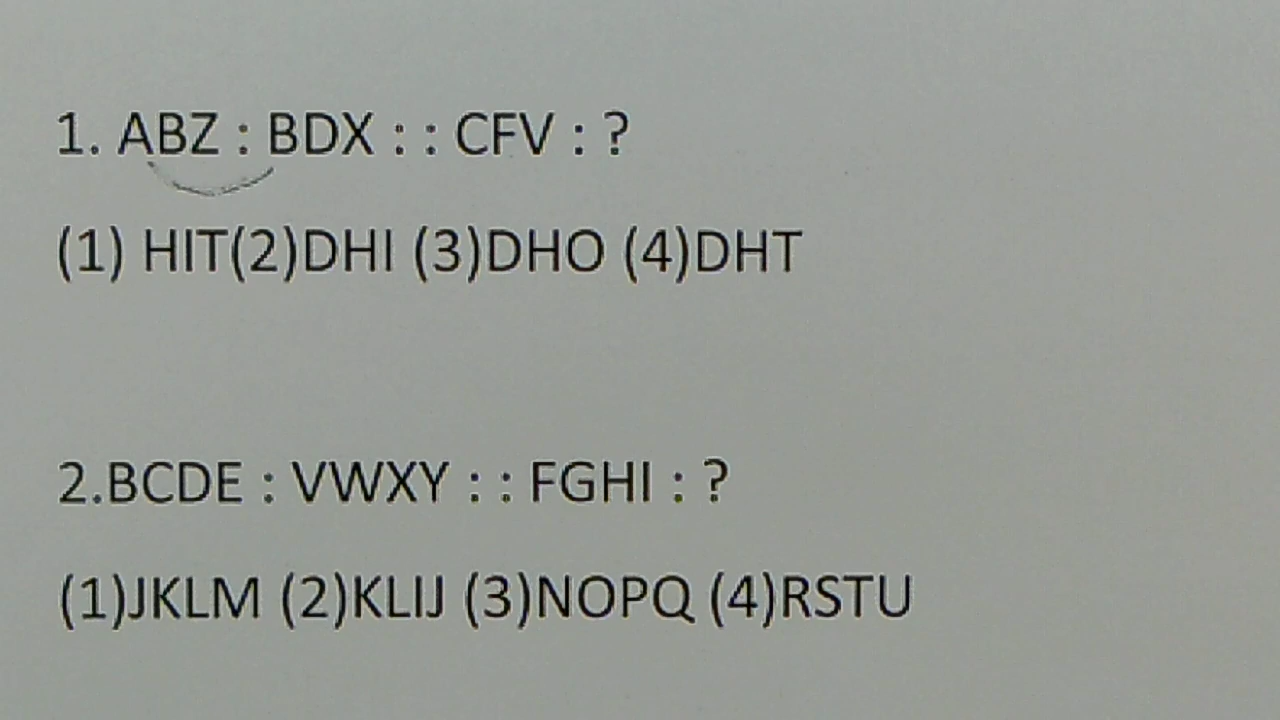 1. ABZ : BDX : : CFV : ?
(1) HIT(2)DHI (3)DHO (4)DHT
2.BCDE : VWXY : : FGHI : ?
(1)JKLM (2)KLIJ (3)NOPQ (4)RSTU